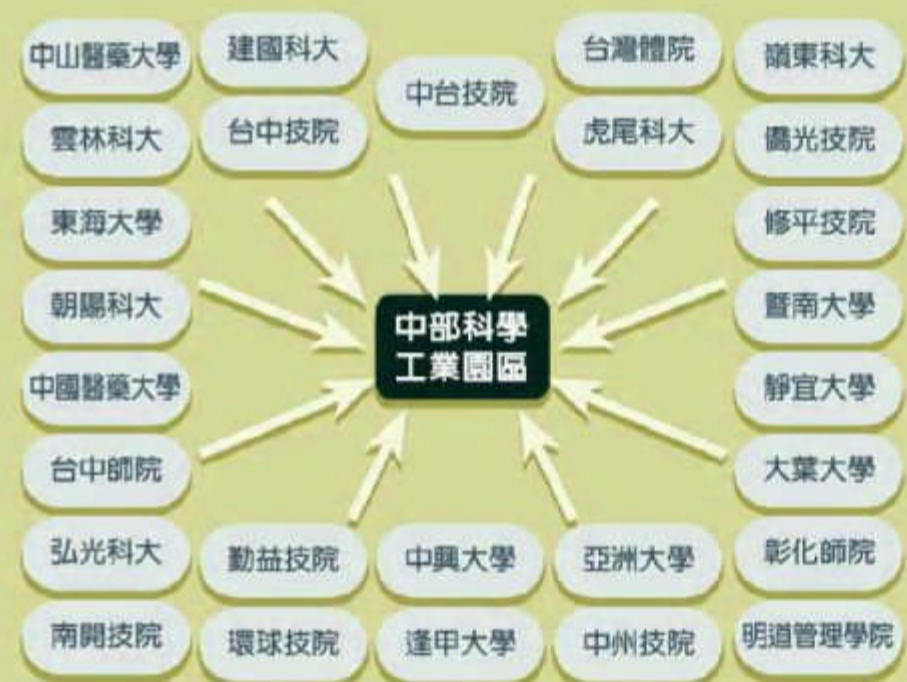 中山醫藥大學
建國科大
中台技院
台灣體院
嶺東科大
雲林科大
台中技院
虎尾科大
僑光技院
東海大學
修平技院
朝陽科大
中部科學
工業園區
暨南大學
中國醫藥大學
靜宜大學
台中師院
大葉大學
弘光科大
勤益技院
中興大學
亞洲大學
彰化師院
南開技院
環球技院
逢甲大學
中州技院
明道管理學院